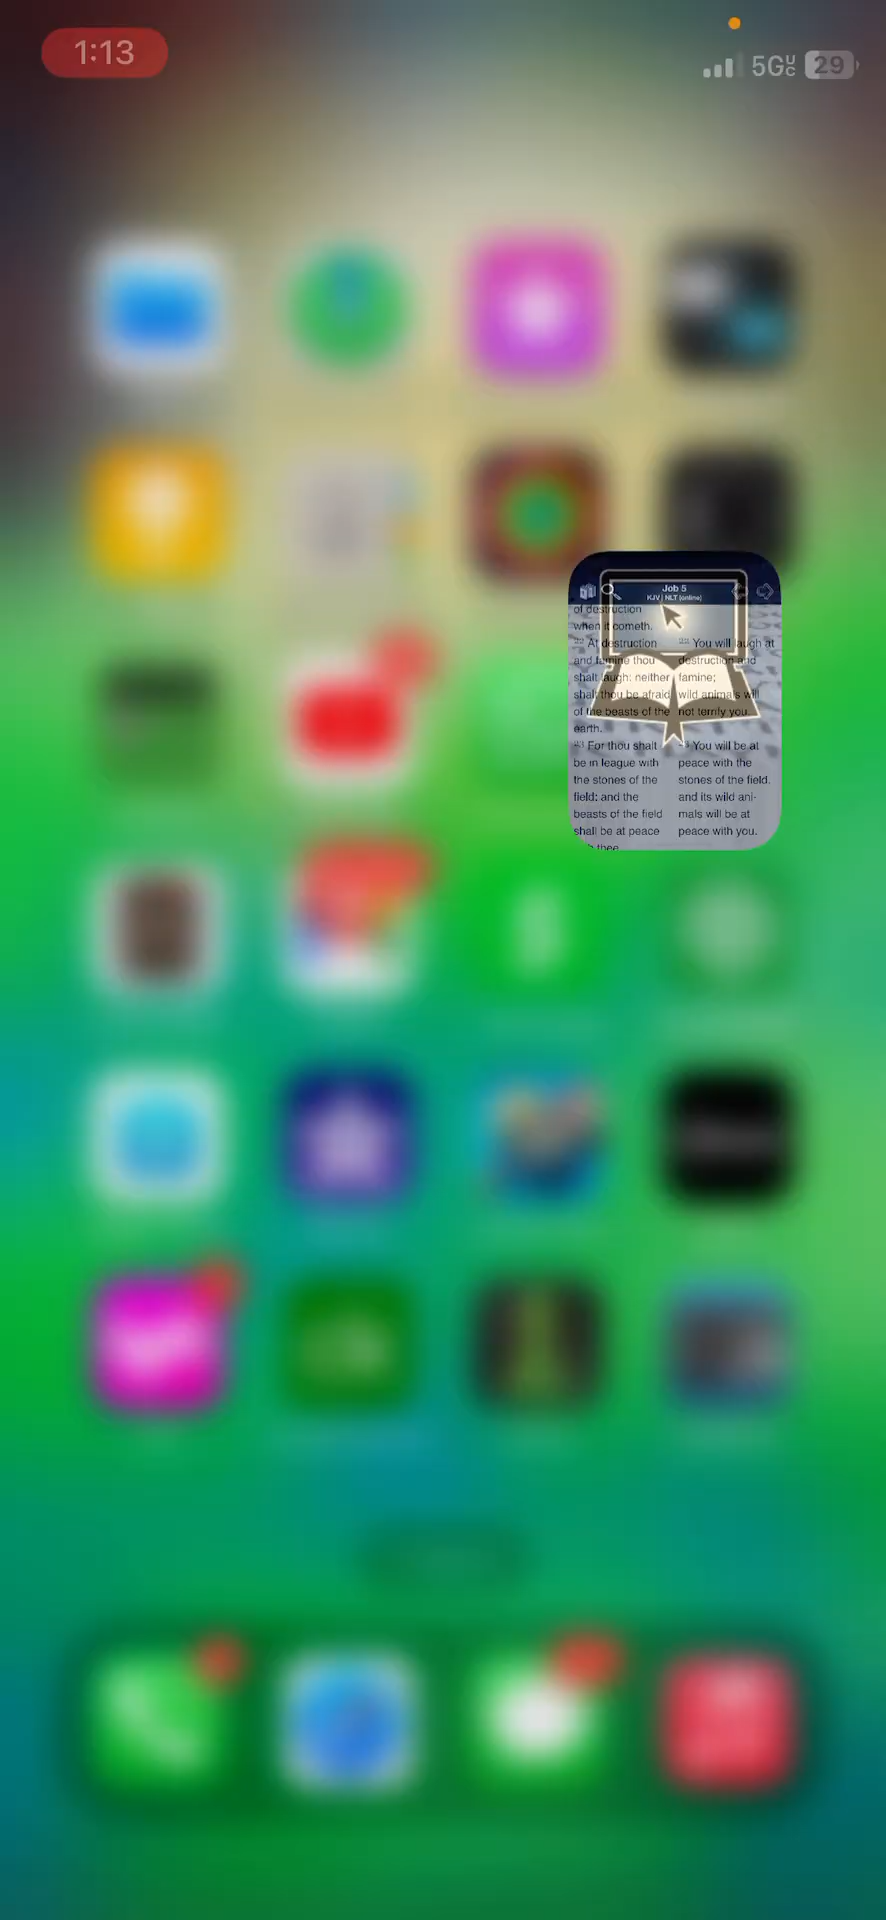 1:13
5G UC 29
Job 5
KJV | NLT (online)
of destruction
when it cometh.
22 At destruction
and famine thou
shalt laugh: neither
shalt thou be afraid
of the beasts of the
earth.
23 For thou shalt
be in league with
the stones of the
field: and the
beasts of the field
shall be at peace
thee
22 You will laugh at
destruction and
famine;
wild animals will
not terrify you.
23 You will be at
peace with the
stones of the field,
and its wild ani-
mals will be at
peace with you.